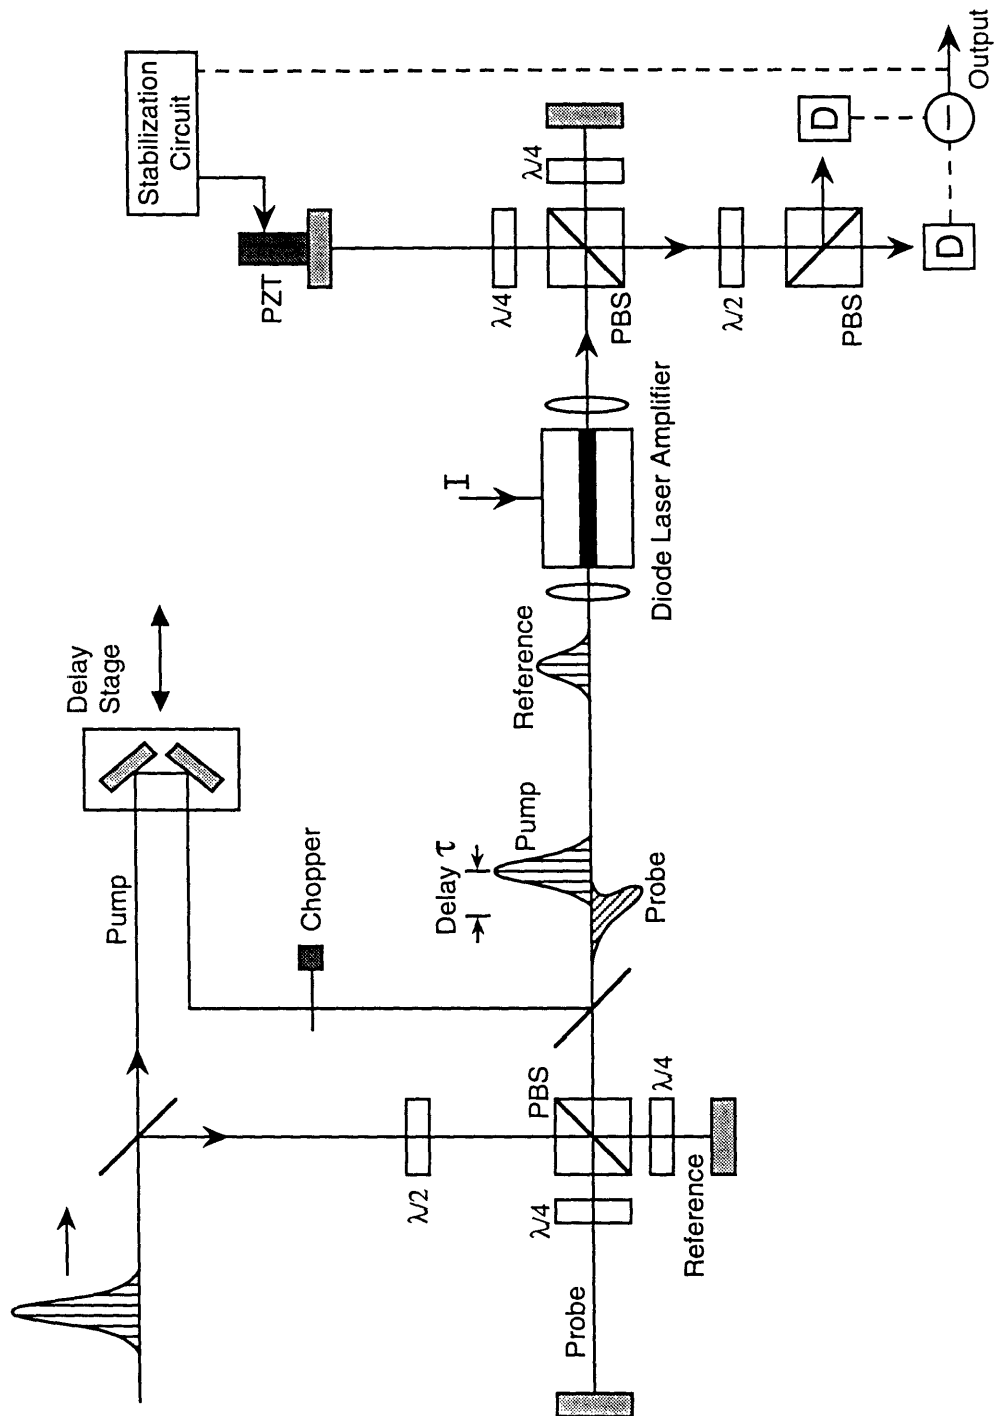 Stabilization
Circuit
Output
D
D
PZT
λ/4
λ/4
PBS
λ/2
PBS
I
Diode Laser Amplifier
Delay
Stage
Pump
Chopper
Reference
Pump
Delay τ
Probe
PBS
λ/4
λ/2
λ/4
Reference
Probe